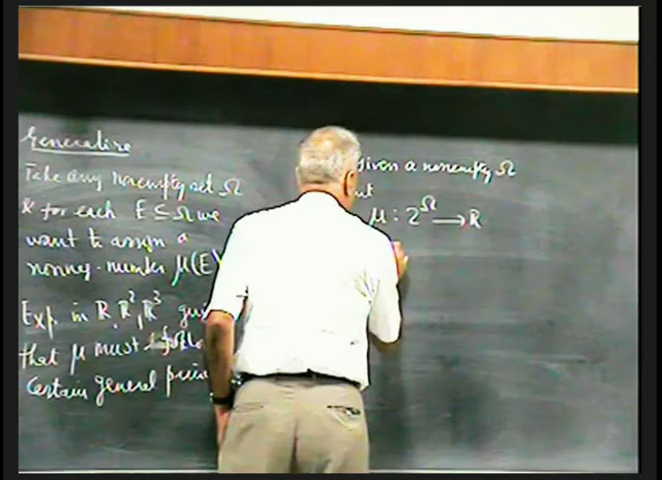 Generalize
Take any nonempty set Ω
& for each E ⊆ Ω we
want to assign a
nonneg. number μ(E
Exp. in R, R², R³
that μ must
Certain general
Given a nonempty Ω
μ : 2^Ω → R